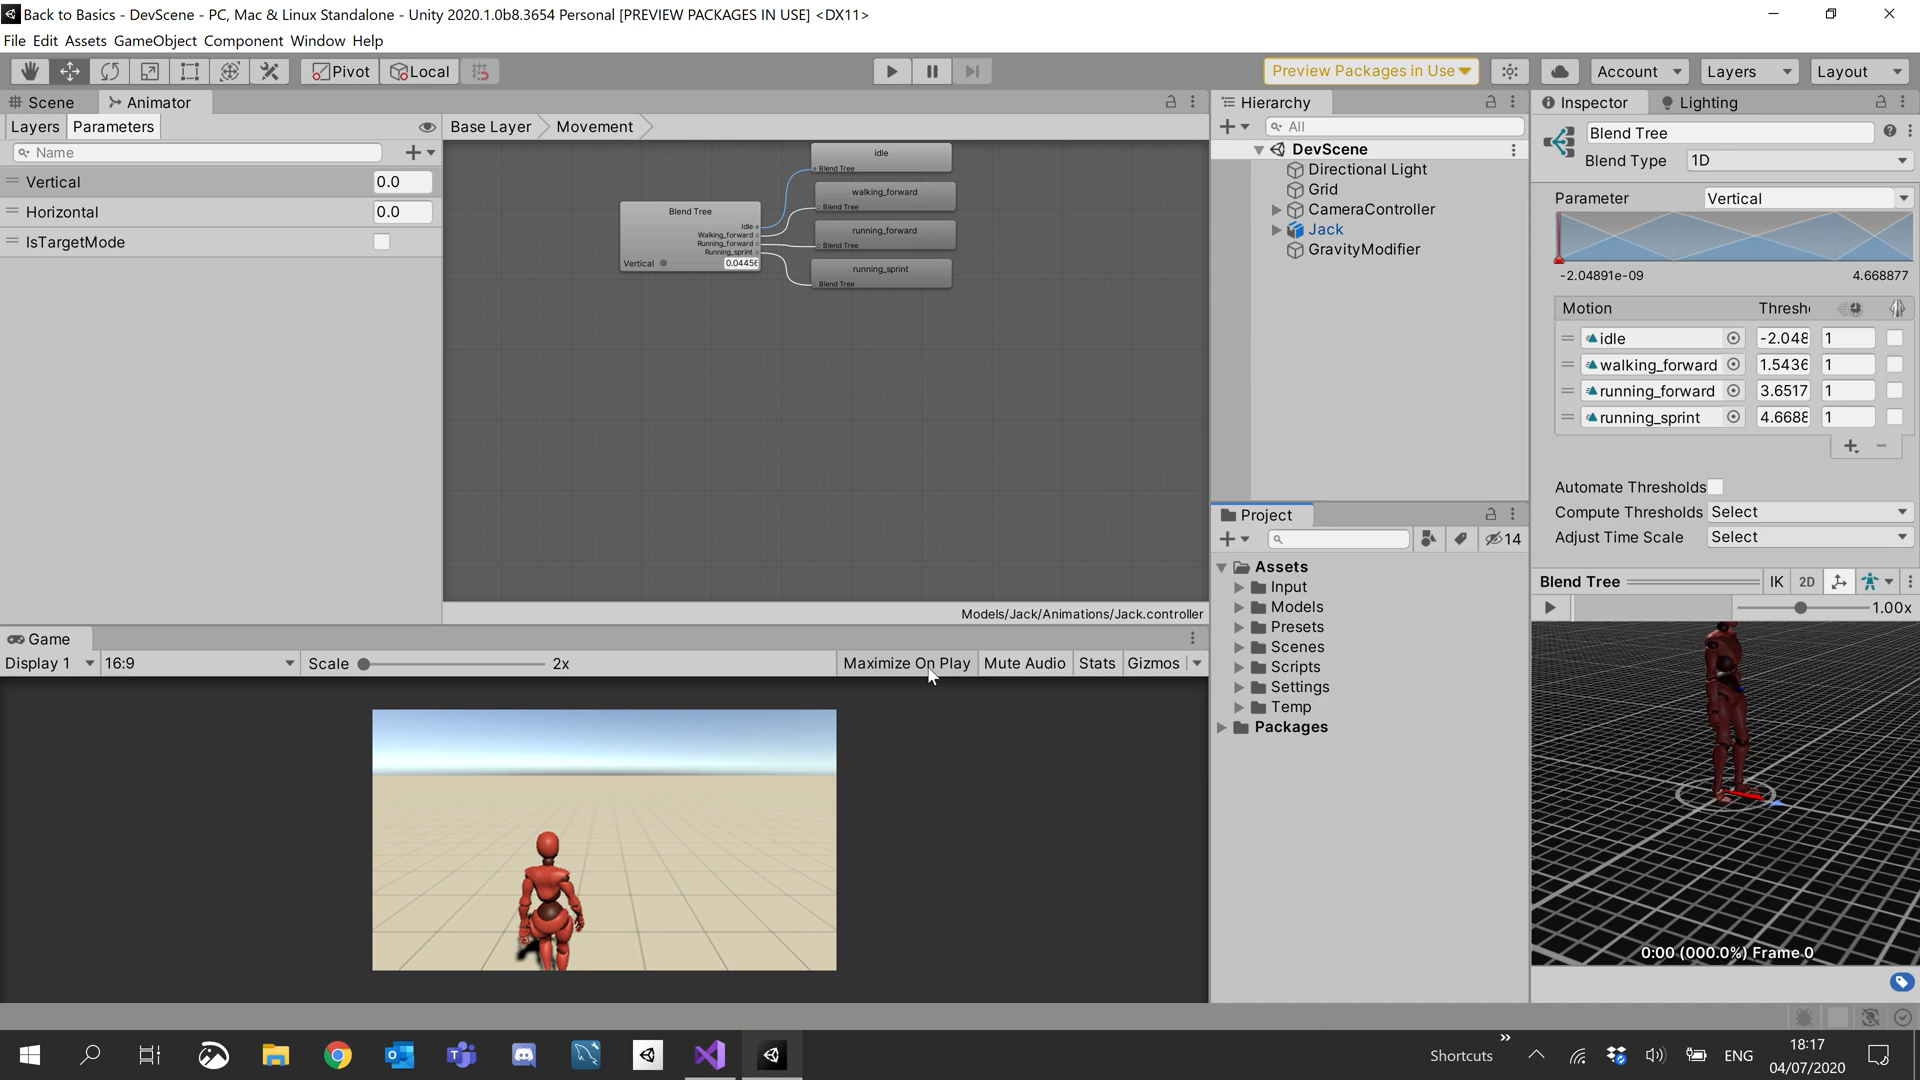 Back to Basics - DevScene - PC, Mac & Linux Standalone - Unity 2020.1.0b8.3654 Personal [PREVIEW PACKAGES IN USE] <DX11>
File Edit Assets GameObject Component Window Help
Pivot Local Preview Packages in Use Account Layers Layout
Scene Animator
Layers Parameters
Name
Vertical 0.0
Horizontal 0.0
IsTargetMode
Base Layer Movement
Blend Tree
Idle
Walking_forward
Running_forward
Running_sprint
Vertical 0.0445
idle
Blend Tree
walking_forward
Blend Tree
running_forward
Blend Tree
running_sprint
Blend Tree
Models/Jack/Animations/Jack.controller
Game
Display 1 16:9 Scale 2x Maximize On Play Mute Audio Stats Gizmos
Hierarchy
All
DevScene
Directional Light
Grid
CameraController
Jack
GravityModifier
Project
14
Assets
Input
Models
Presets
Scenes
Scripts
Settings
Temp
Packages
Inspector Lighting
Blend Tree
Blend Type 1D
Parameter Vertical
-2.04891e-09 4.668877
Motion Thresh
idle -2.048 1
walking_forward 1.5436 1
running_forward 3.6517 1
running_sprint 4.6688 1
Automate Thresholds
Compute Thresholds Select
Adjust Time Scale Select
Blend Tree IK 2D
1.00x
0:00 (000.0%) Frame 0
Shortcuts ENG 18:17
04/07/2020